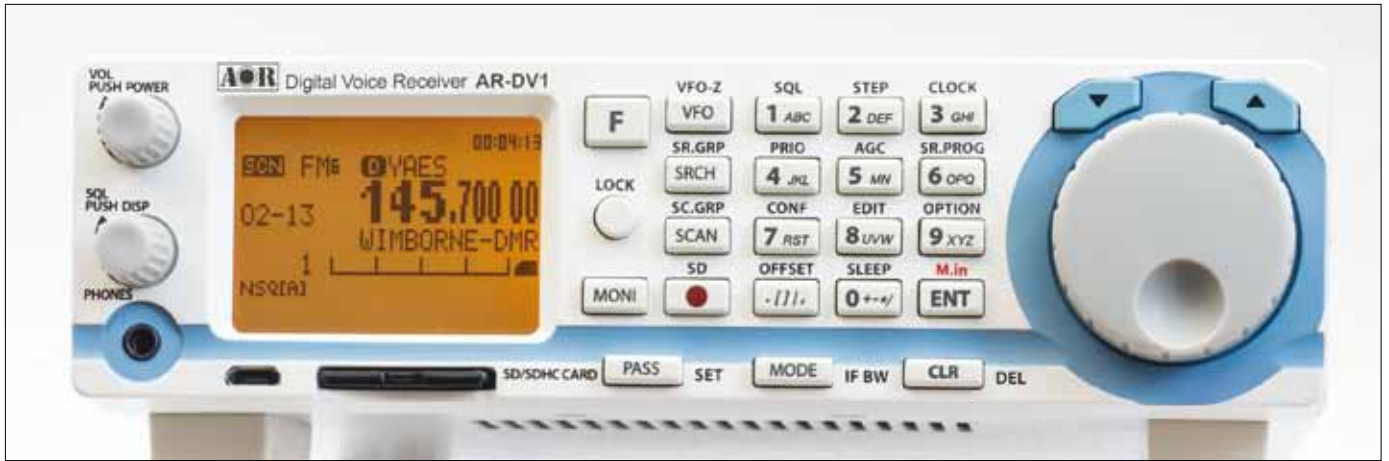 VOL
PUSH POWER
AOR Digital Voice Receiver AR-DV1
SQL
PUSH DISP
PHONES
00:04:13
SCN FM6 D YAES
145.700 00
02-13
WIMBORNE-DMR
1
NSQ[A]
F
LOCK
MONI
VFO-Z SQL STEP CLOCK
VFO 1 ABC 2 DEF 3 GHI
SR.GRP PRIO AGC SR.PROG
SRCH 4 JKL 5 MN 6 OPQ
SC.GRP CONF EDIT OPTION
SCAN 7 RST 8 UVW 9 XYZ
SD OFFSET SLEEP M.in
0 ENT
SD/SDHC CARD PASS SET MODE IF BW CLR DEL